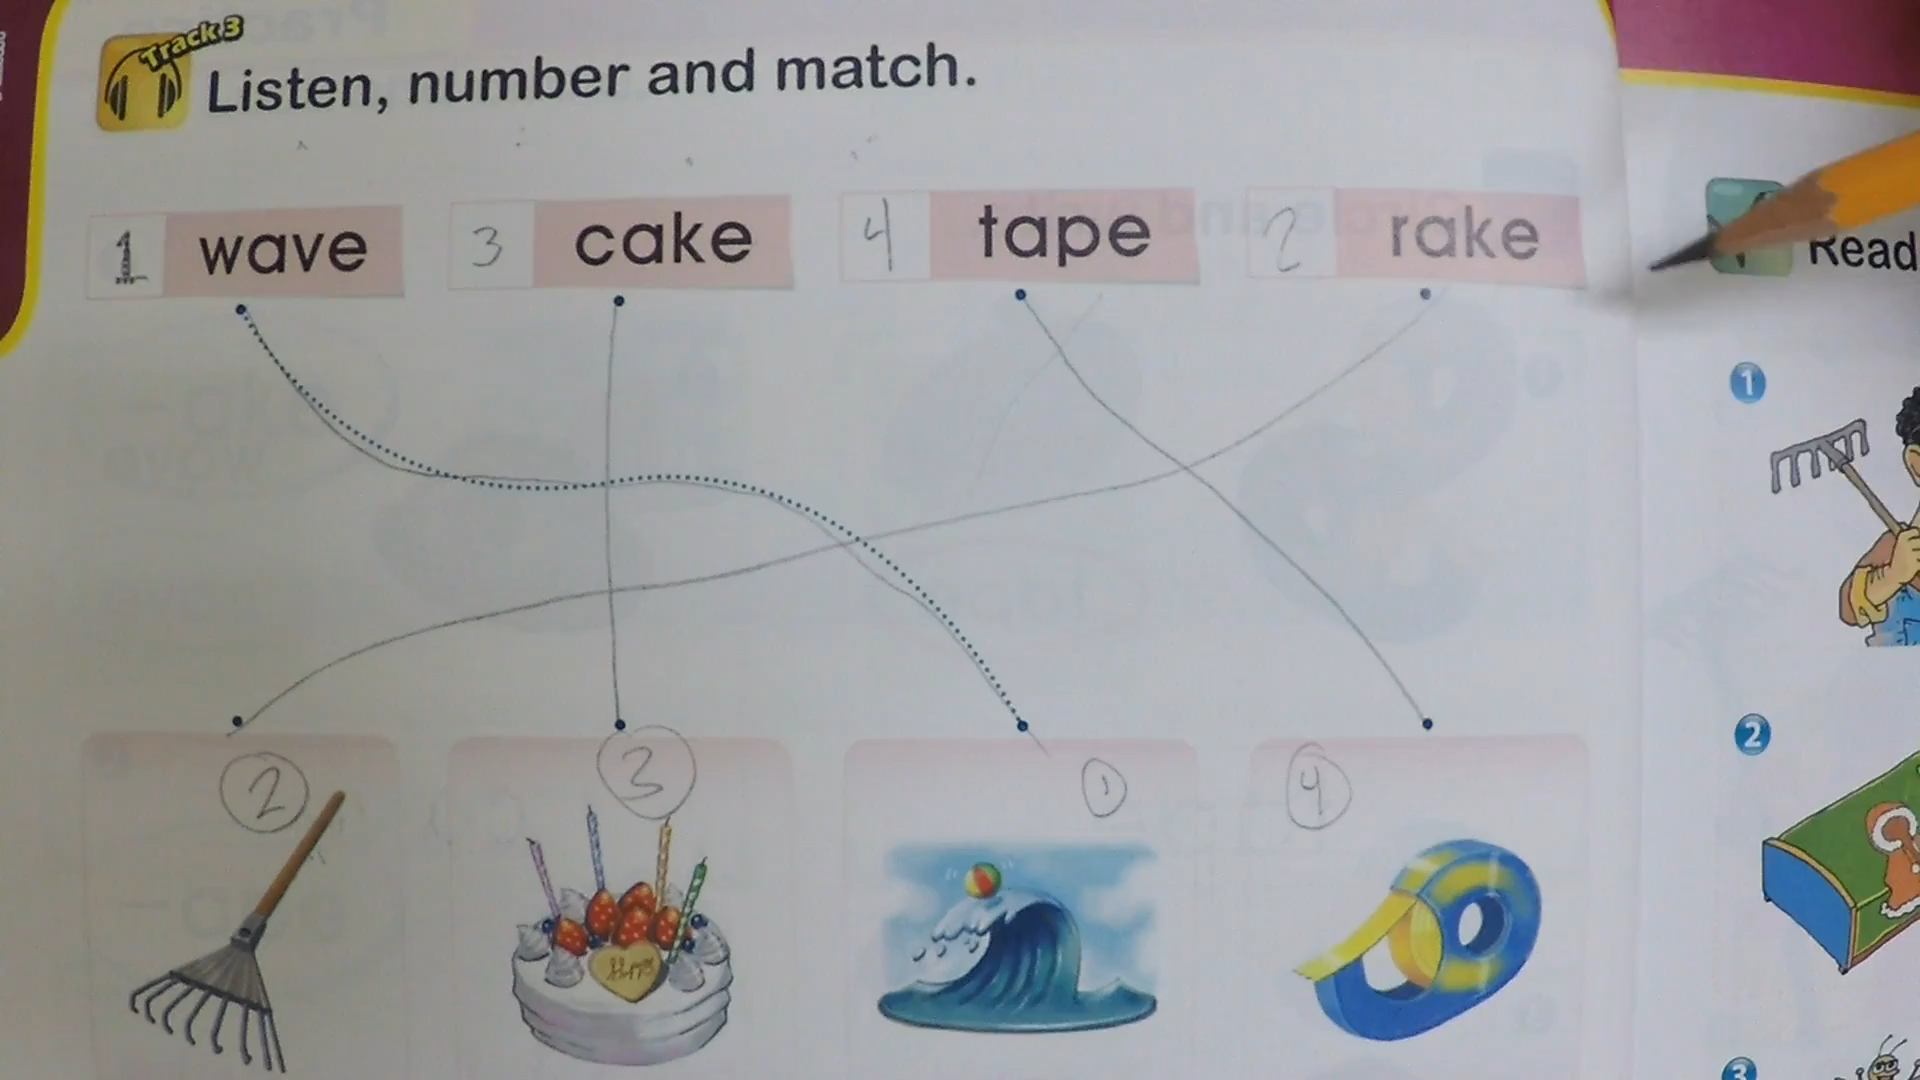 Track 3
Listen, number and match.
1 wave 3 cake 4 tape 2 rake
Read
1
2 3 1 4
2
3